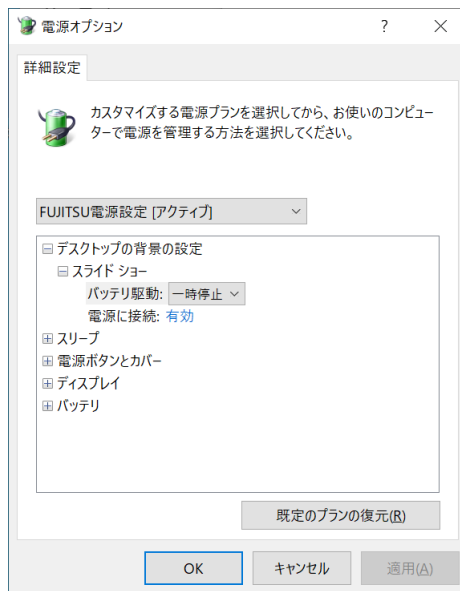 電源オプション
?
詳細設定
カスタマイズする電源プランを選択してから、お使いのコンピュー
ターで電源を管理する方法を選択してください。
FUJITSU電源設定 [アクティブ]
デスクトップの背景の設定
スライド ショー
バッテリ駆動: 一時停止
電源に接続: 有効
スリープ
電源ボタンとカバー
ディスプレイ
バッテリ
既定のプランの復元(R)
OK キャンセル 適用(A)